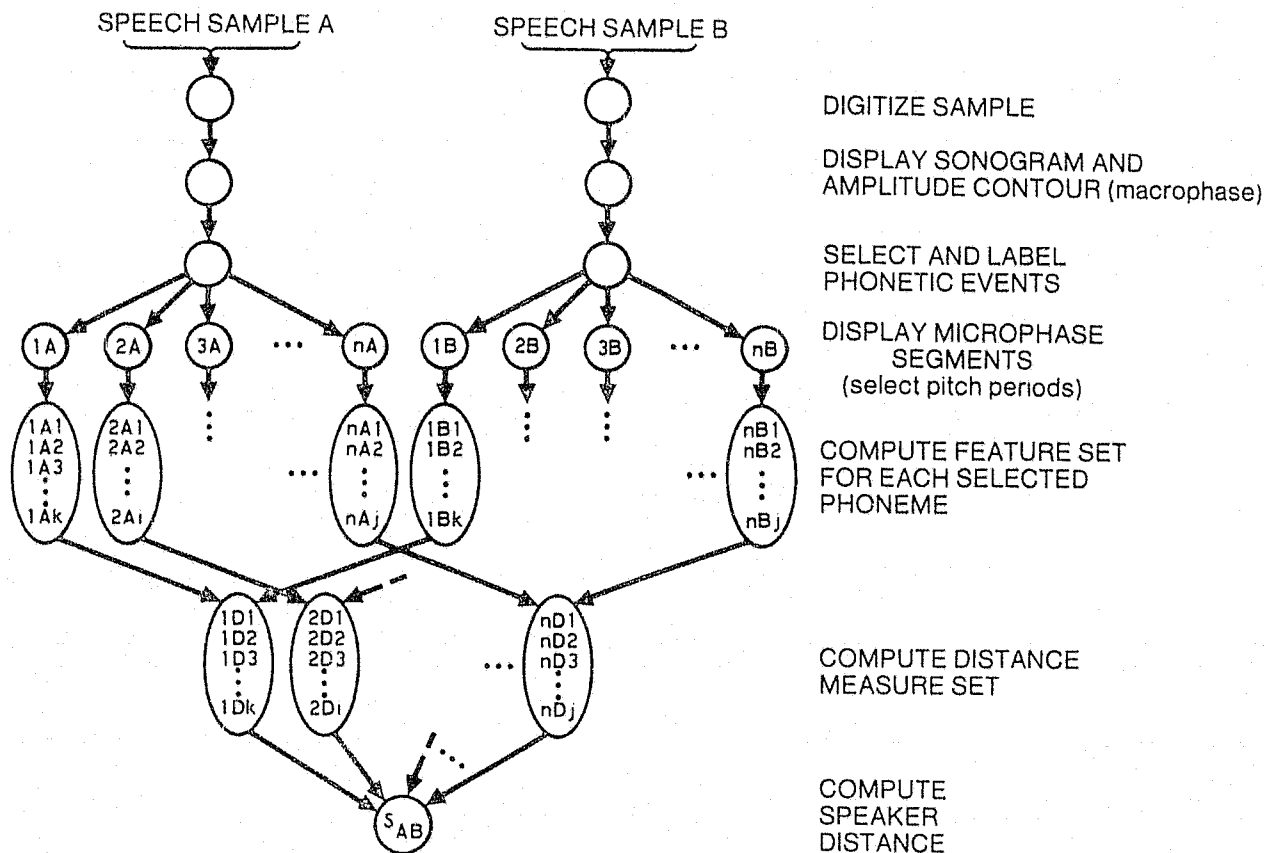 SPEECH SAMPLE A
SPEECH SAMPLE B
DIGITIZE SAMPLE
DISPLAY SONOGRAM AND
AMPLITUDE CONTOUR (macrophase)
SELECT AND LABEL
PHONETIC EVENTS
1A 2A 3A ... nA 1B 2B 3B ... nB
DISPLAY MICROPHASE
SEGMENTS
(select pitch periods)
1A1
1A2
1A3
1Ak
2A1
2A2
2Ai
nA1
nA2
nAj
1B1
1B2
1Bk
nB1
nB2
nBj
COMPUTE FEATURE SET
FOR EACH SELECTED
PHONEME
1D1
1D2
1D3
1Dk
2D1
2D2
2D3
2Di
nD1
nD2
nD3
nDj
COMPUTE DISTANCE
MEASURE SET
SAB
COMPUTE
SPEAKER
DISTANCE